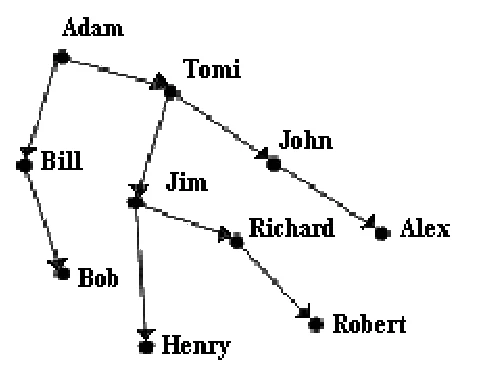 Adam
Tomi
John
Bill
Jim
Richard
Alex
Bob
Robert
Henry